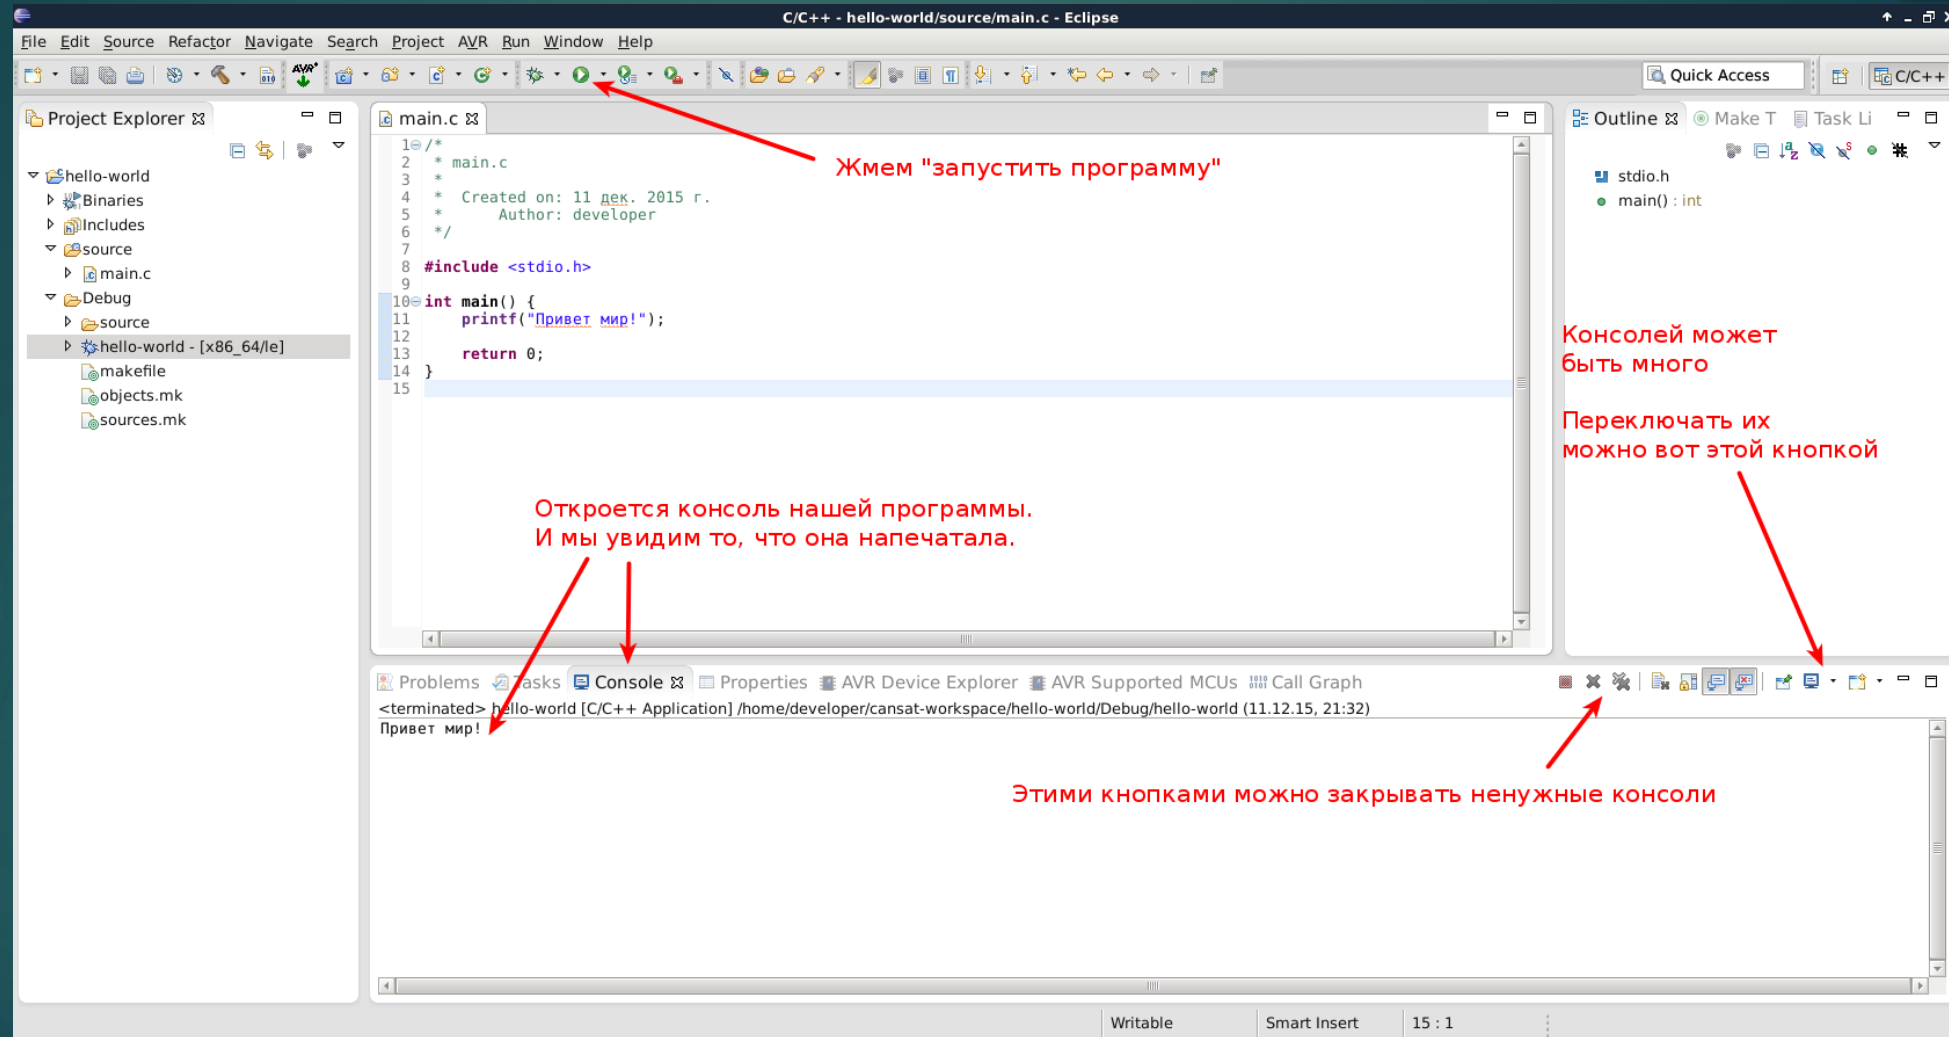 C/C++ - hello-world/source/main.c - Eclipse
File Edit Source Refactor Navigate Search Project AVR Run Window Help
AVR
Quick Access
C/C++
Project Explorer
hello-world
Binaries
Includes
source
main.c
Debug
source
hello-world - [x86_64/le]
makefile
objects.mk
sources.mk
main.c
1 /*
2 * main.c
3 *
4 * Created on: 11 дек. 2015 г.
5 * Author: developer
6 */
7
8 #include <stdio.h>
9
10 int main() {
11 printf("Привет мир!");
12
13 return 0;
14 }
15
Жмем "запустить программу"
Откроется консоль нашей программы.
И мы увидим то, что она напечатала.
Outline Make T Task Li
stdio.h
main() : int
Консолей может
быть много
Переключать их
можно вот этой кнопкой
Problems Tasks Console Properties AVR Device Explorer AVR Supported MCUs Call Graph
<terminated> hello-world [C/C++ Application] /home/developer/cansat-workspace/hello-world/Debug/hello-world (11.12.15, 21:32)
Привет мир!
Этими кнопками можно закрывать ненужные консоли
Writable Smart Insert 15 : 1